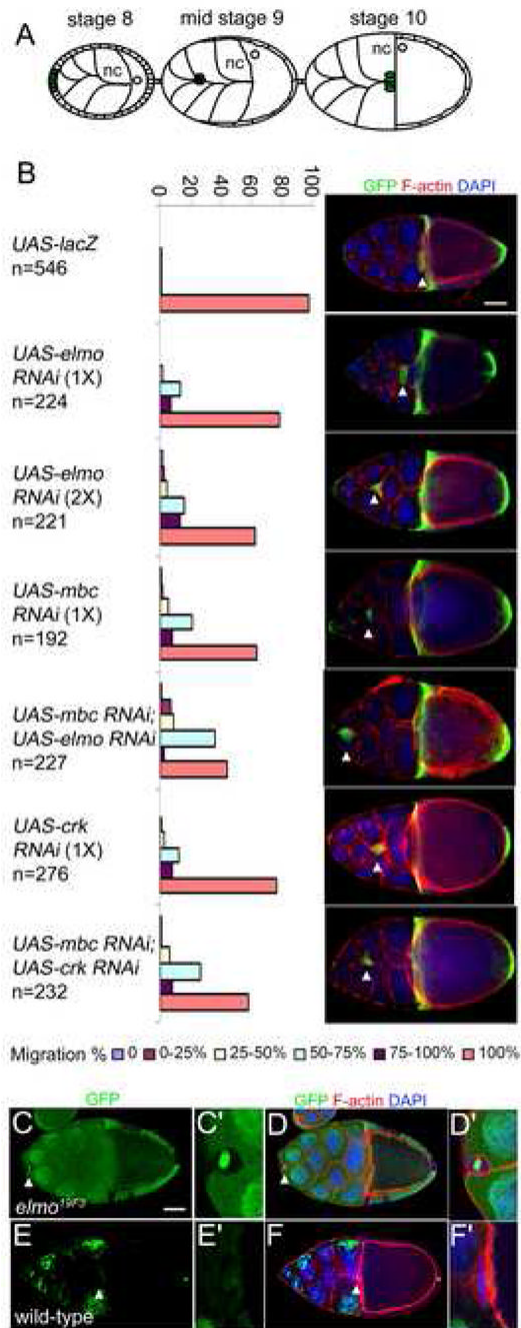 A
stage 8
mid stage 9
stage 10
nc
nc
nc
B
0
20
40
60
80
100
GFP F-actin DAPI
UAS-lacZ
n=546
UAS-elmo
RNAi (1X)
n=224
UAS-elmo
RNAi (2X)
n=221
UAS-mbc
RNAi (1X)
n=192
UAS-mbc RNAi;
UAS-elmo RNAi
n=227
UAS-crk
RNAi (1X)
n=276
UAS-mbc RNAi;
UAS-crk RNAi
n=232
Migration % 0 0-25% 25-50% 50-75% 75-100% 100%
GFP
GFP F-actin DAPI
C
C'
D
D'
elmo19F3
E
E'
F
F'
wild-type